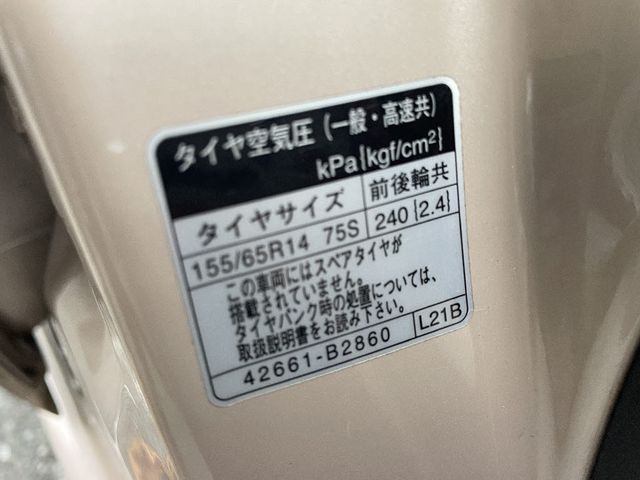 タイヤ空気圧 (一般・高速共)
kPa{kgf/cm²}
タイヤサイズ 前後輪共
155/65R14 75S 240 {2.4}
この車両にはスペアタイヤが
搭載されていません。
タイヤパンク時の処置については、
取扱説明書をお読み下さい。
42661-B2860 L21B